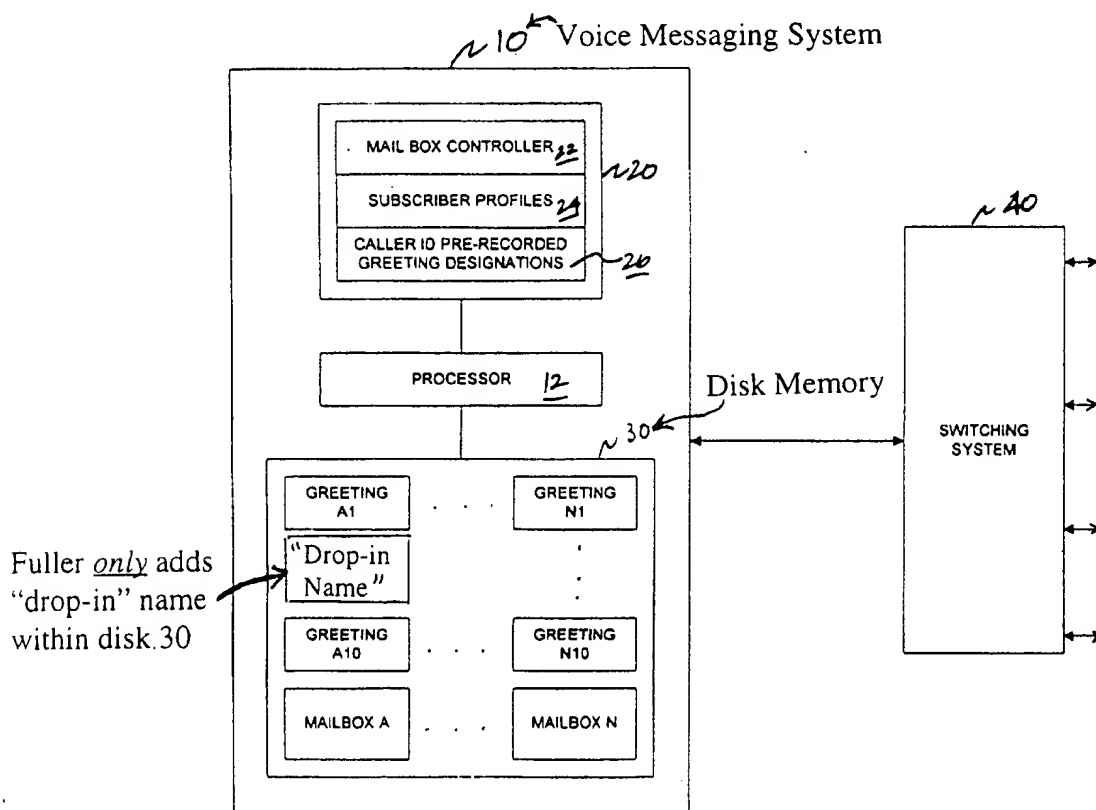 10 Voice Messaging System
MAIL BOX CONTROLLER 22
20
SUBSCRIBER PROFILES 24
CALLER ID PRE-RECORDED
GREETING DESIGNATIONS 26
40
PROCESSOR 12
Disk Memory
30
SWITCHING
SYSTEM
GREETING
A1
. . . .
GREETING
N1
Fuller only adds
"drop-in" name
within disk.30
"Drop-in
Name"
GREETING
A10
. . . .
GREETING
N10
MAILBOX A
. . . .
MAILBOX N